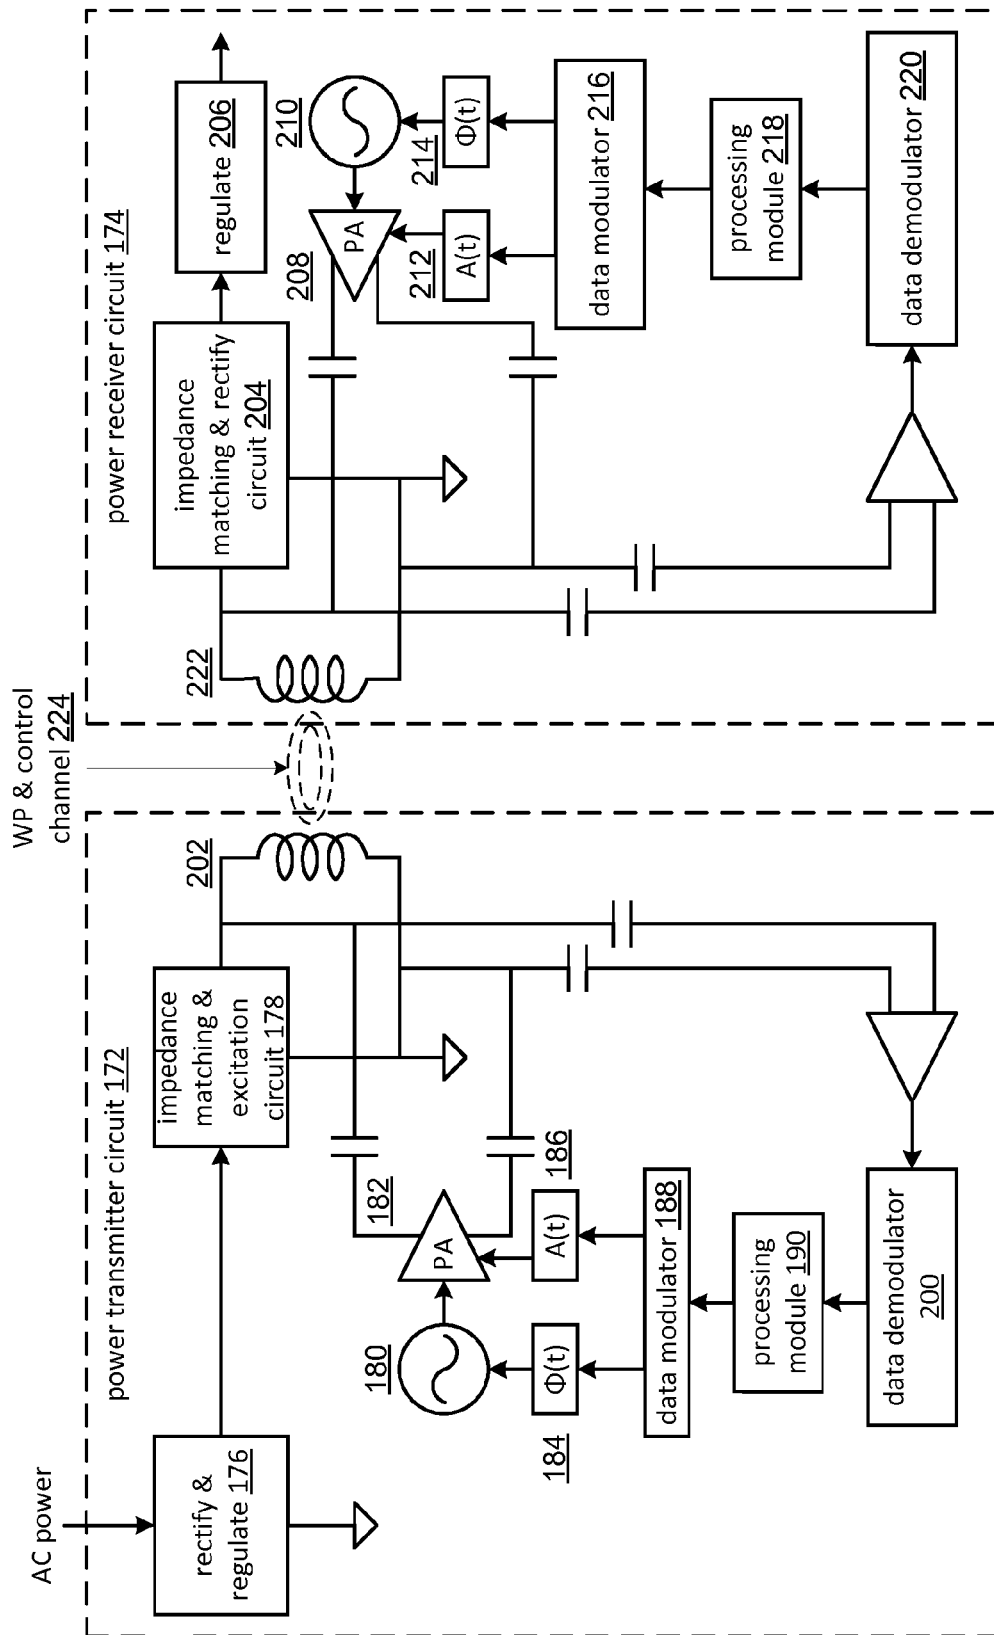 AC power
WP & control
channel 224
power transmitter circuit 172
power receiver circuit 174
rectify &
regulate 176
impedance
matching &
excitation
circuit 178
202
222
impedance
matching & rectify
circuit 204
regulate 206
180
182
PA
184
Φ(t)
A(t)
186
data modulator 188
processing
module 190
data demodulator
200
208
PA
210
212
A(t)
214
Φ(t)
data modulator 216
processing
module 218
data demodulator 220